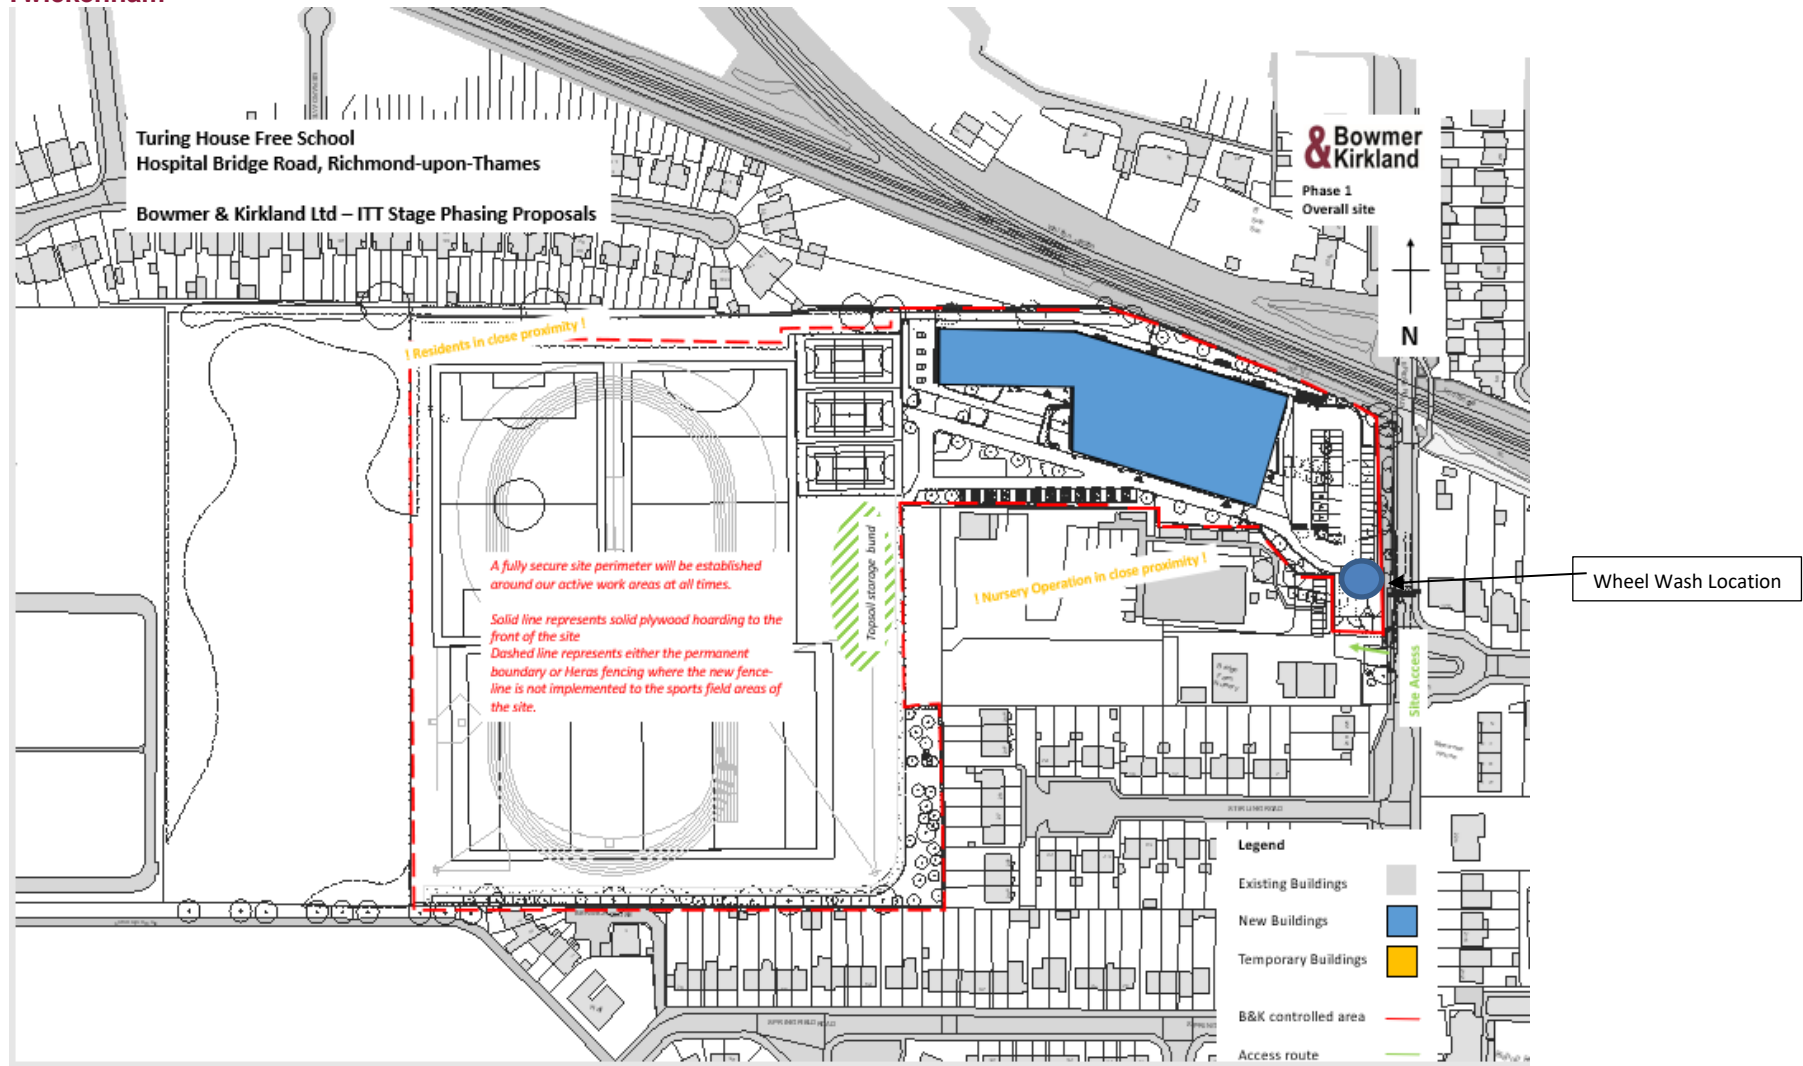 Turing House Free School
Hospital Bridge Road, Richmond-upon-Thames
Bowmer & Kirkland Ltd – ITT Stage Phasing Proposals
& Bowmer
Kirkland
Phase 1
Overall site
N
! Residents in close proximity !
A fully secure site perimeter will be established
around our active work areas at all times.
Solid line represents solid plywood hoarding to the
front of the site
Dashed line represents either the permanent
boundary or Heras fencing where the new fence-
line is not implemented to the sports field areas of
the site.
Topsoil storage bund
! Nursery Operation in close proximity !
Wheel Wash Location
Site Access
Legend
Existing Buildings
New Buildings
Temporary Buildings
B&K controlled area
Access route